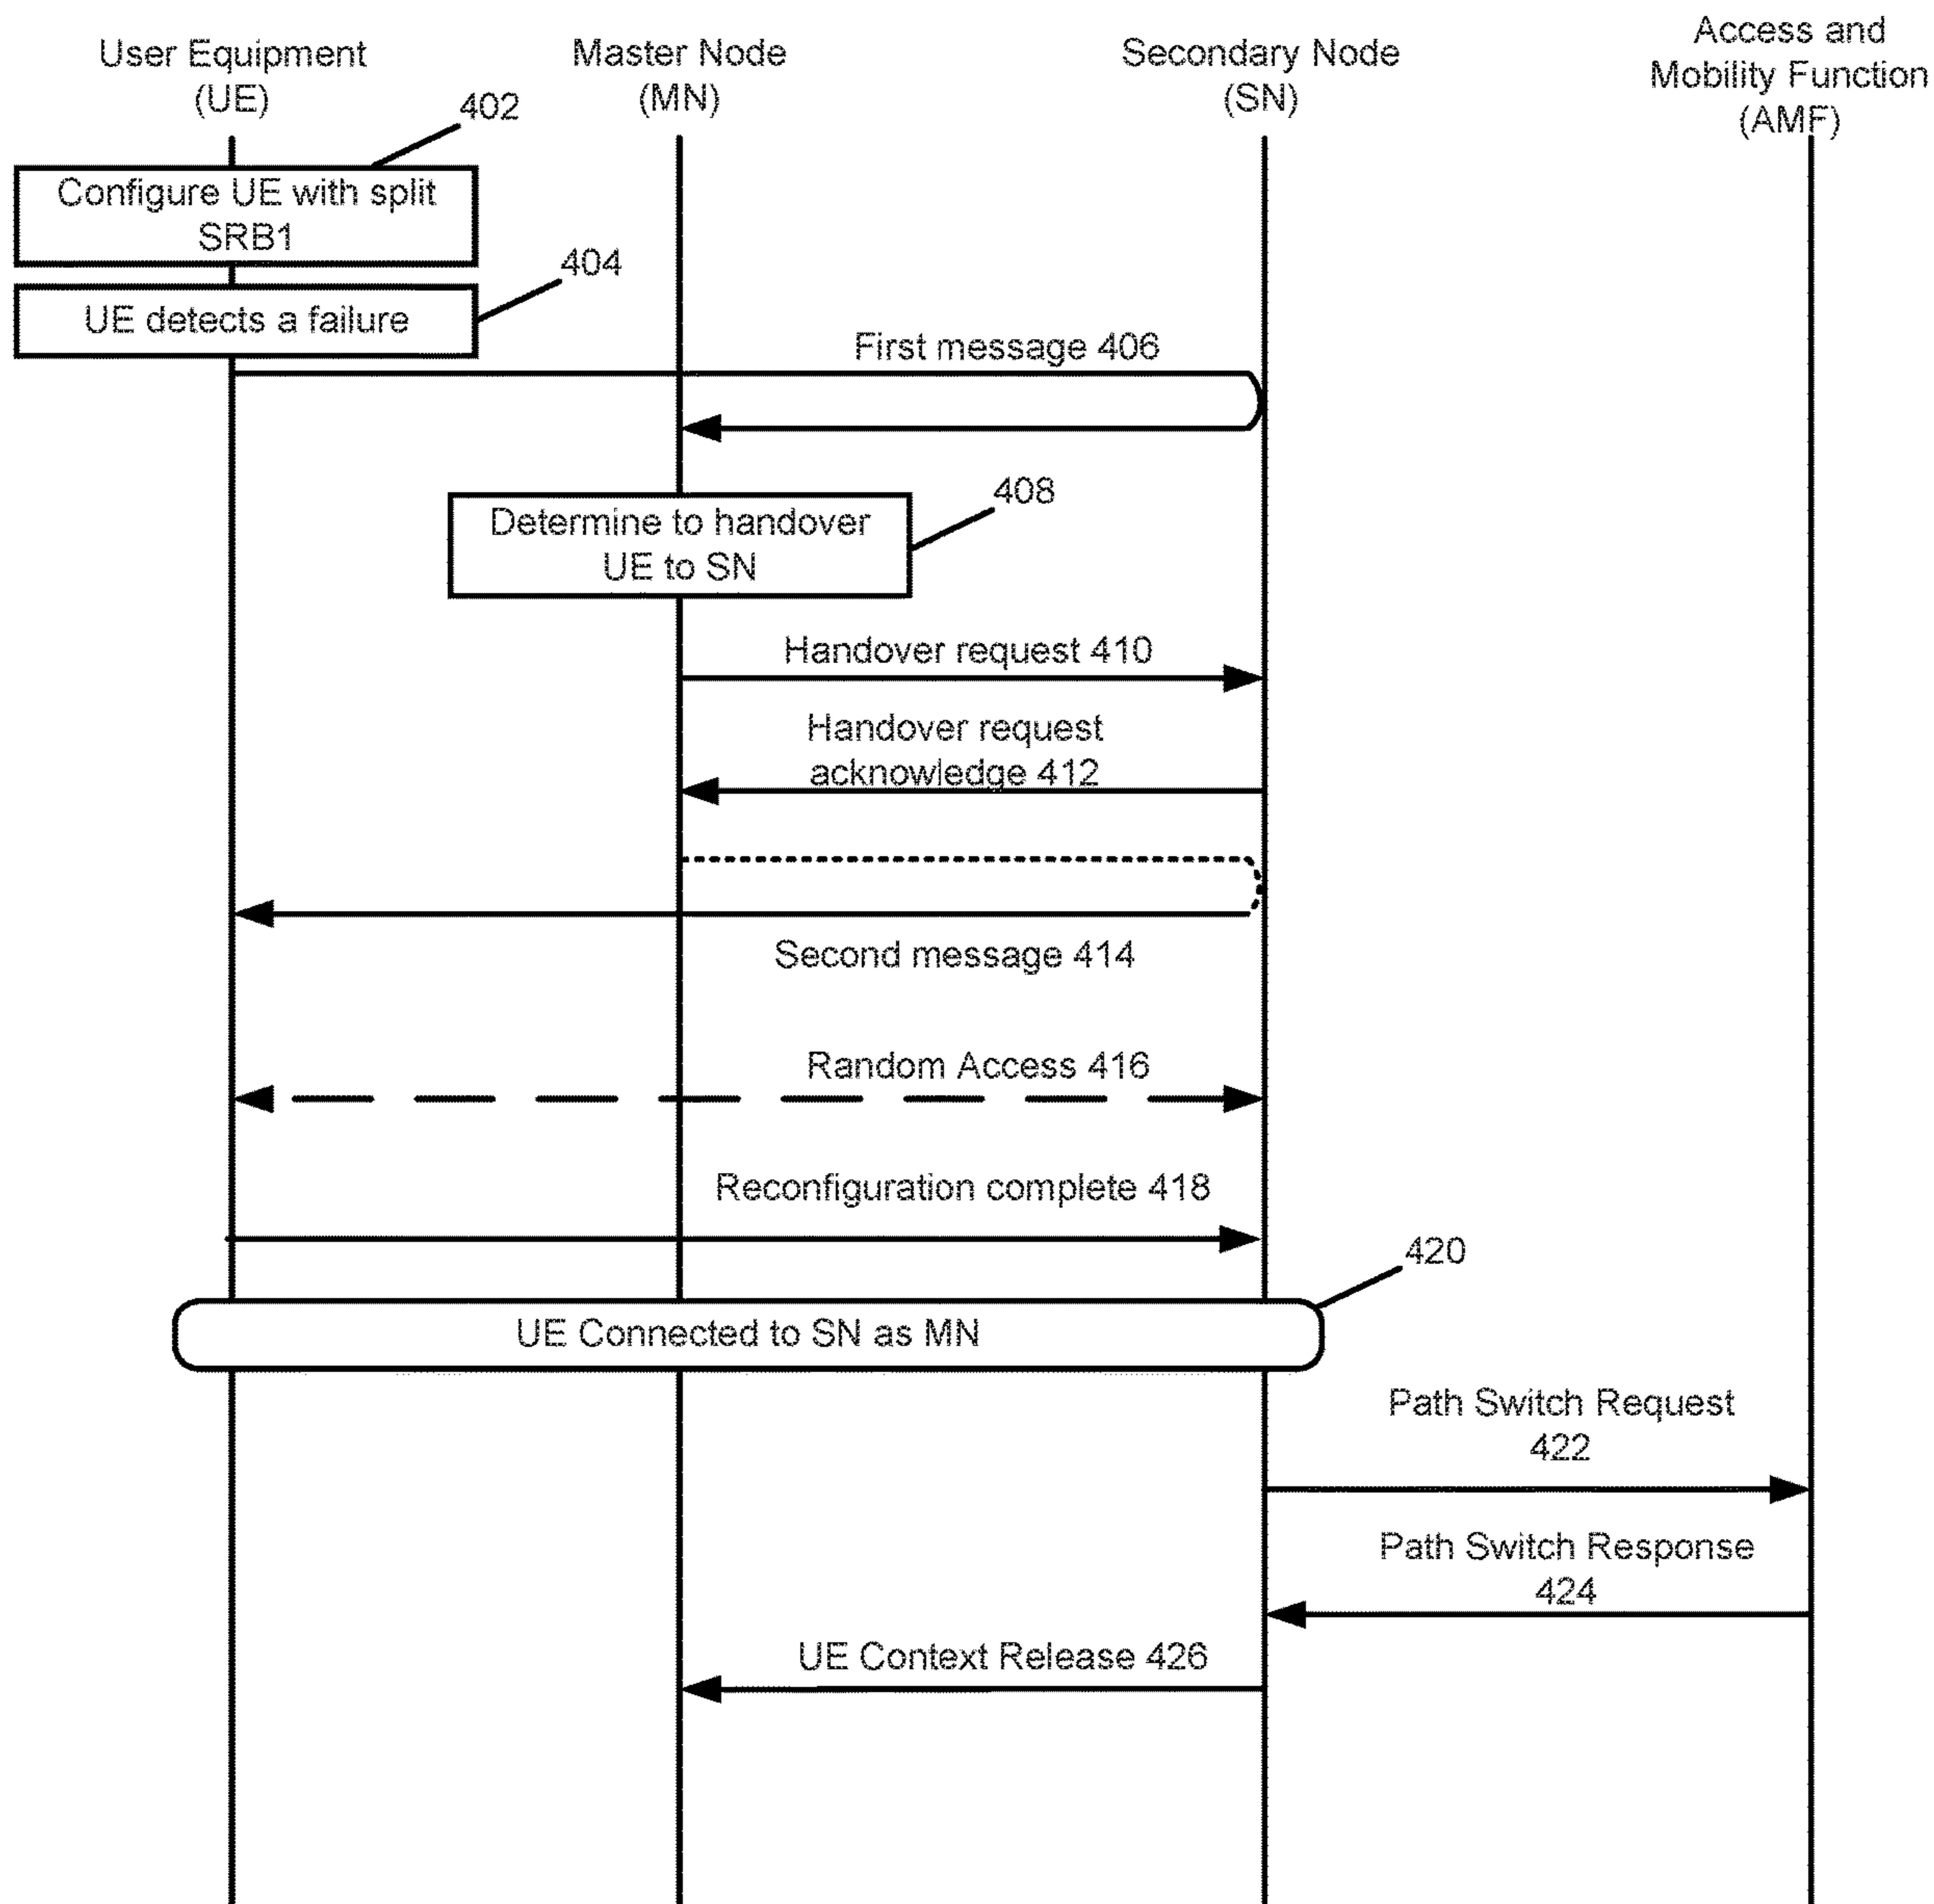 User Equipment
(UE)
Master Node
(MN)
Secondary Node
(SN)
Access and
Mobility Function
(AMF)
402
Configure UE with split
SRB1
404
UE detects a failure
First message 406
408
Determine to handover
UE to SN
Handover request 410
Handover request
acknowledge 412
Second message 414
Random Access 416
Reconfiguration complete 418
420
UE Connected to SN as MN
Path Switch Request
422
Path Switch Response
424
UE Context Release 426